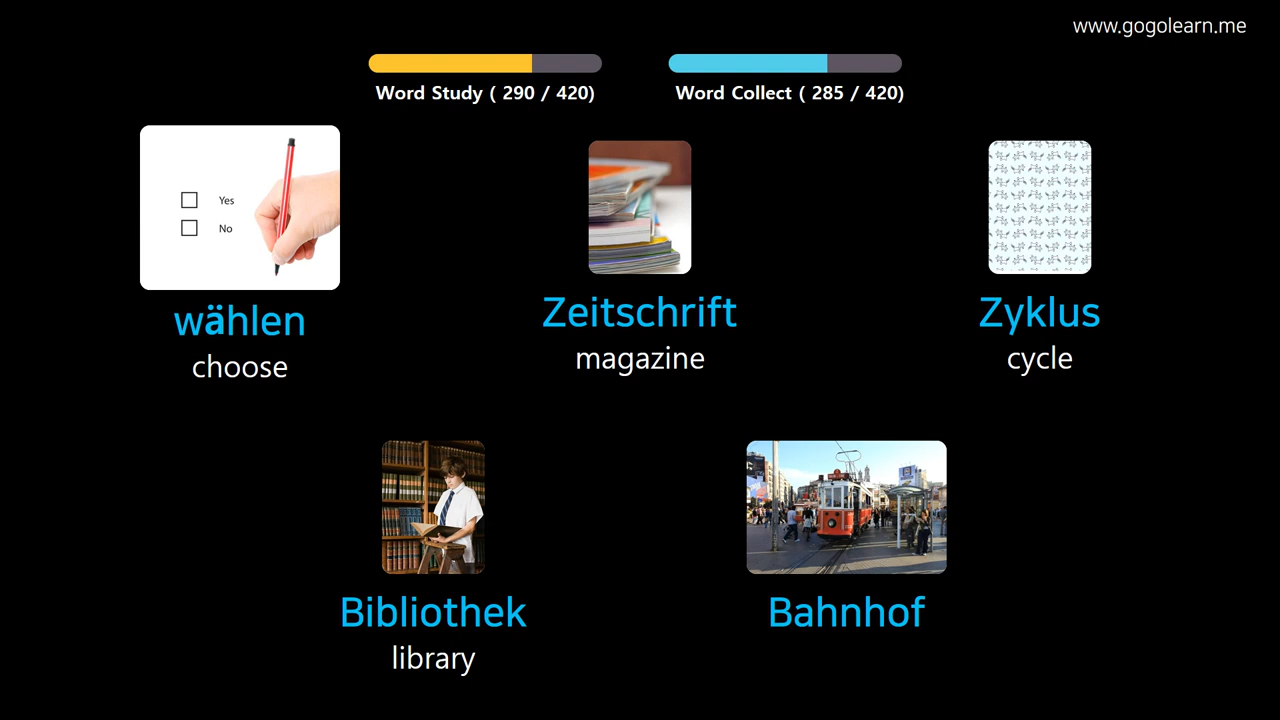 www.gogolearn.me
Word Study ( 290 / 420)
Word Collect ( 285 / 420)
Yes
No
wählen
choose
Zeitschrift
magazine
Zyklus
cycle
Bibliothek
library
Bahnhof